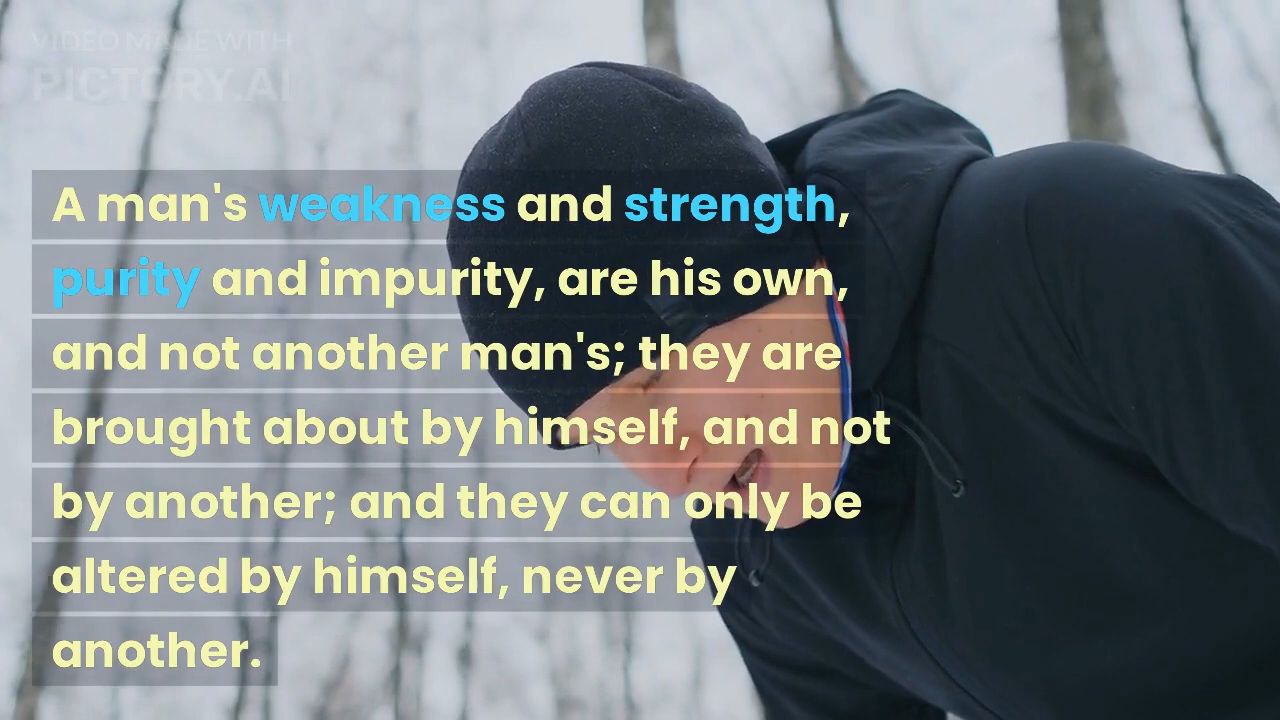 VIDEO MADE WITH
PICTORY.AI
A man's weakness and strength,
purity and impurity, are his own,
and not another man's; they are
brought about by himself, and not
by another; and they can only be
altered by himself, never by
another.